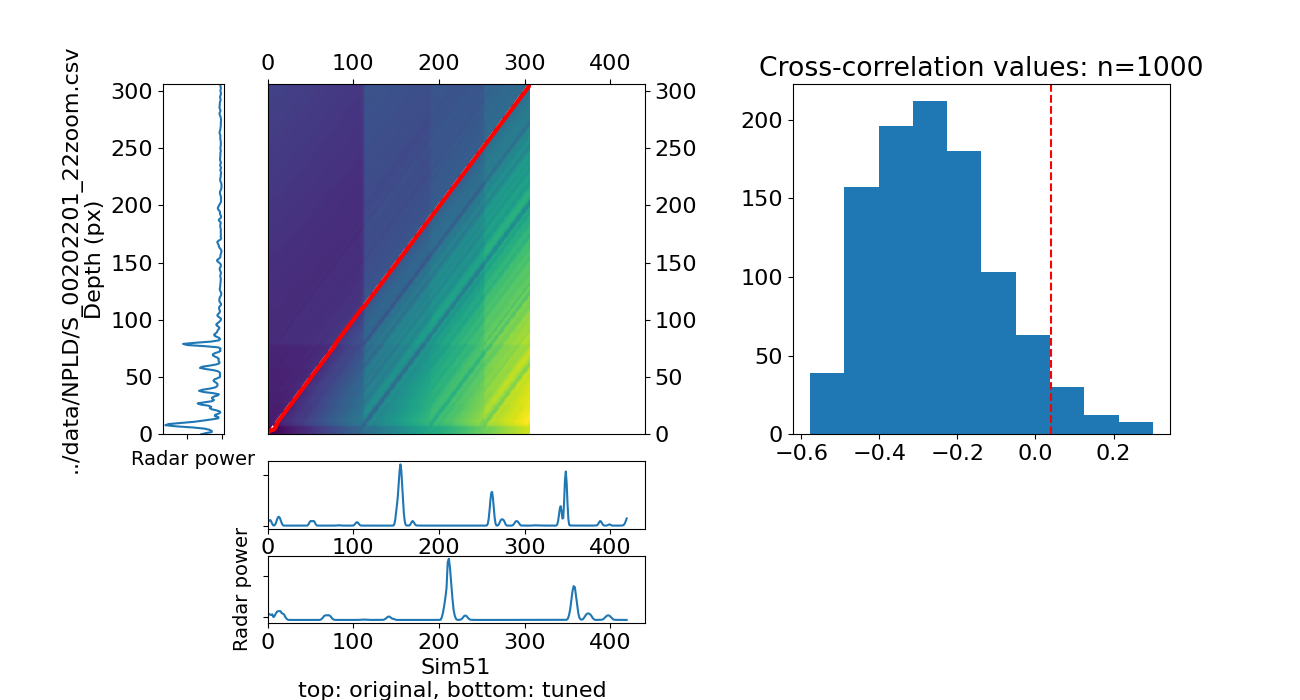 ../data/NPLD/S_00202201_22zoom.csv
Depth (px)
300
250
200
150
100
50
0
Radar power
0 100 200 300 400
300
250
200
150
100
50
0
0 100 200 300 400
Radar power
0 100 200 300 400
Sim51
top: original, bottom: tuned
Cross-correlation values: n=1000
200
150
100
50
0
−0.6 −0.4 −0.2 0.0 0.2